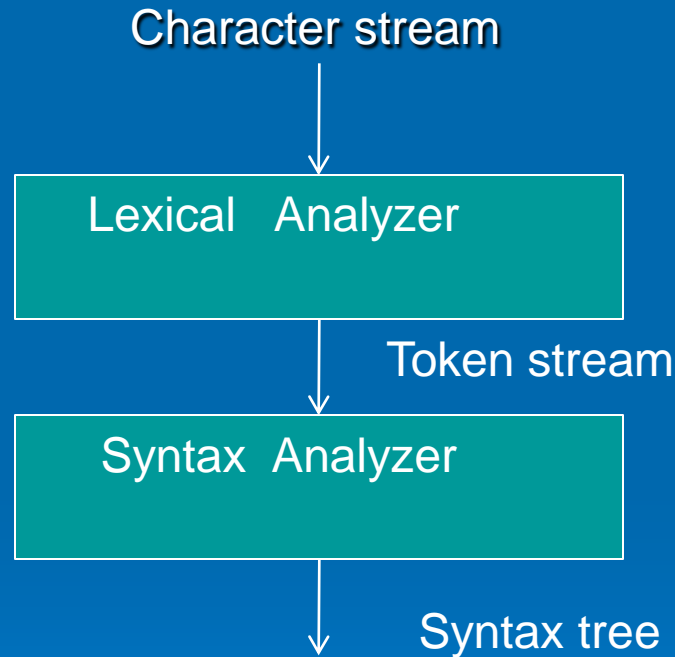 Character stream
Lexical Analyzer
Token stream
Syntax Analyzer
Syntax tree